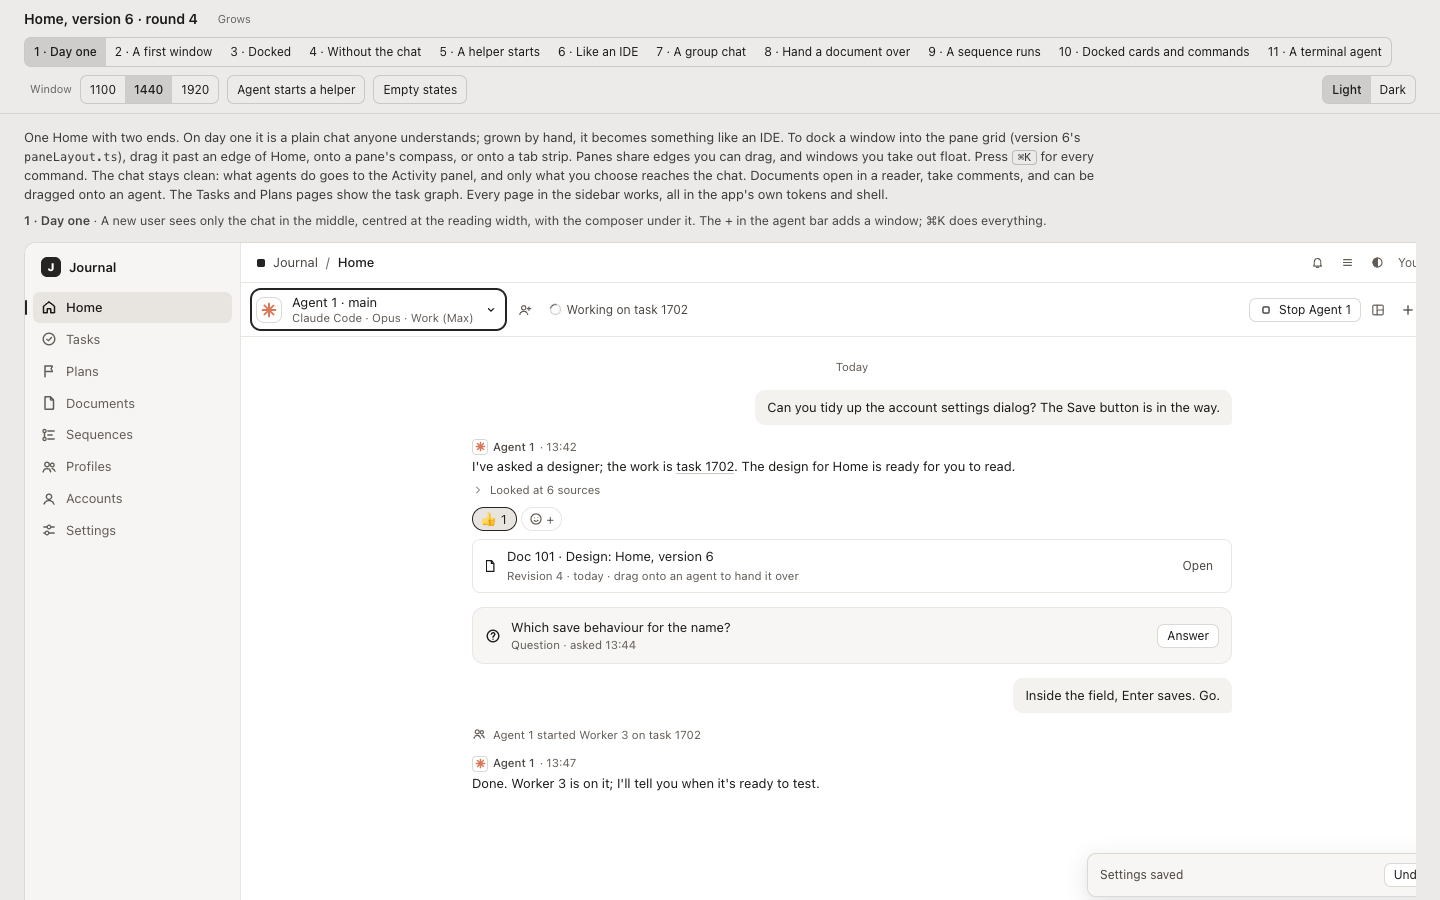 Home, version 6 · round 4 Grows
1 · Day one 2 · A first window 3 · Docked 4 · Without the chat 5 · A helper starts 6 · Like an IDE 7 · A group chat 8 · Hand a document over 9 · A sequence runs 10 · Docked cards and commands 11 · A terminal agent
Window 1100 1440 1920 Agent starts a helper Empty states Light Dark
One Home with two ends. On day one it is a plain chat anyone understands; grown by hand, it becomes something like an IDE. To dock a window into the pane grid (version 6's
paneLayout.ts), drag it past an edge of Home, onto a pane's compass, or onto a tab strip. Panes share edges you can drag, and windows you take out float. Press ⌘K for every
command. The chat stays clean: what agents do goes to the Activity panel, and only what you choose reaches the chat. Documents open in a reader, take comments, and can be
dragged onto an agent. The Tasks and Plans pages show the task graph. Every page in the sidebar works, all in the app's own tokens and shell.
1 · Day one · A new user sees only the chat in the middle, centred at the reading width, with the composer under it. The + in the agent bar adds a window; ⌘K does everything.
J Journal
Home
Tasks
Plans
Documents
Sequences
Profiles
Accounts
Settings
Journal / Home You
Agent 1 · main
Claude Code · Opus · Work (Max)
Working on task 1702
Stop Agent 1
Today
Can you tidy up the account settings dialog? The Save button is in the way.
Agent 1 · 13:42
I've asked a designer; the work is task 1702. The design for Home is ready for you to read.
Looked at 6 sources
👍 1 +
Doc 101 · Design: Home, version 6
Revision 4 · today · drag onto an agent to hand it over
Open
Which save behaviour for the name?
Question · asked 13:44
Answer
Inside the field, Enter saves. Go.
Agent 1 started Worker 3 on task 1702
Agent 1 · 13:47
Done. Worker 3 is on it; I'll tell you when it's ready to test.
Settings saved Und